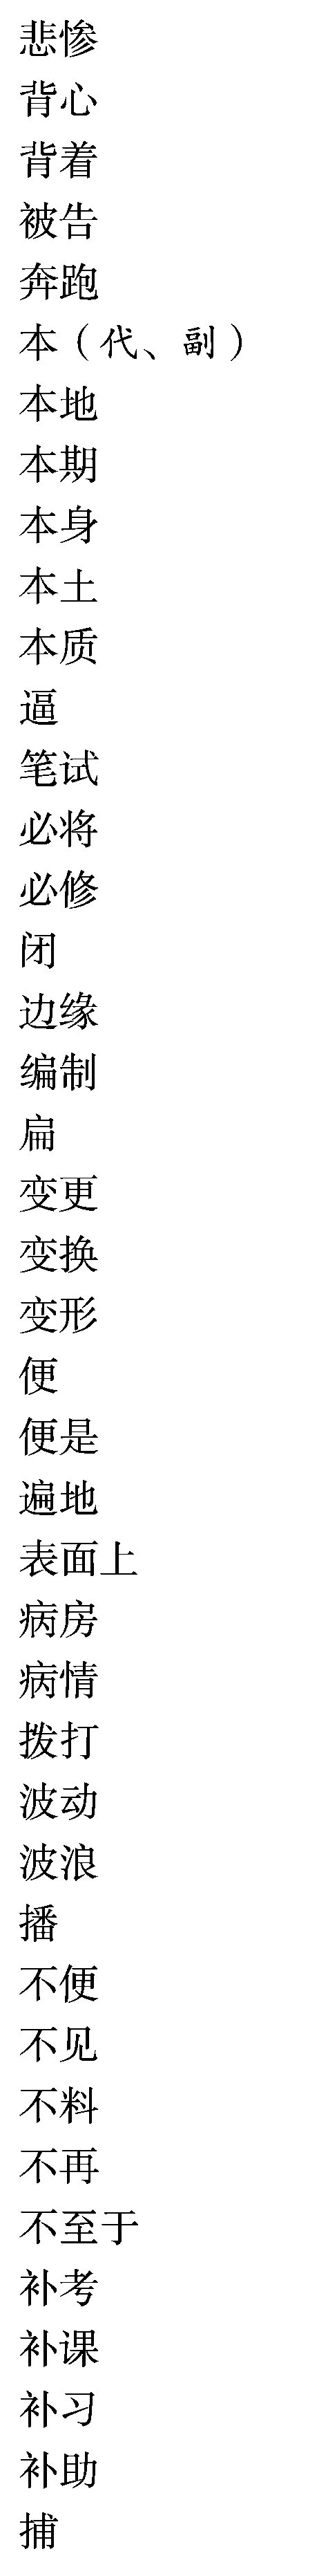 悲惨
背心
背着
被告
奔跑
本（代、副）
本地
本期
本身
本土
本质
逼
笔试
必将
必修
闭
边缘
编制
扁
变更
变换
变形
便
便是
遍地
表面上
病房
病情
拨打
波动
波浪
播
不便
不见
不料
不再
不至于
补考
补课
补习
补助
捕